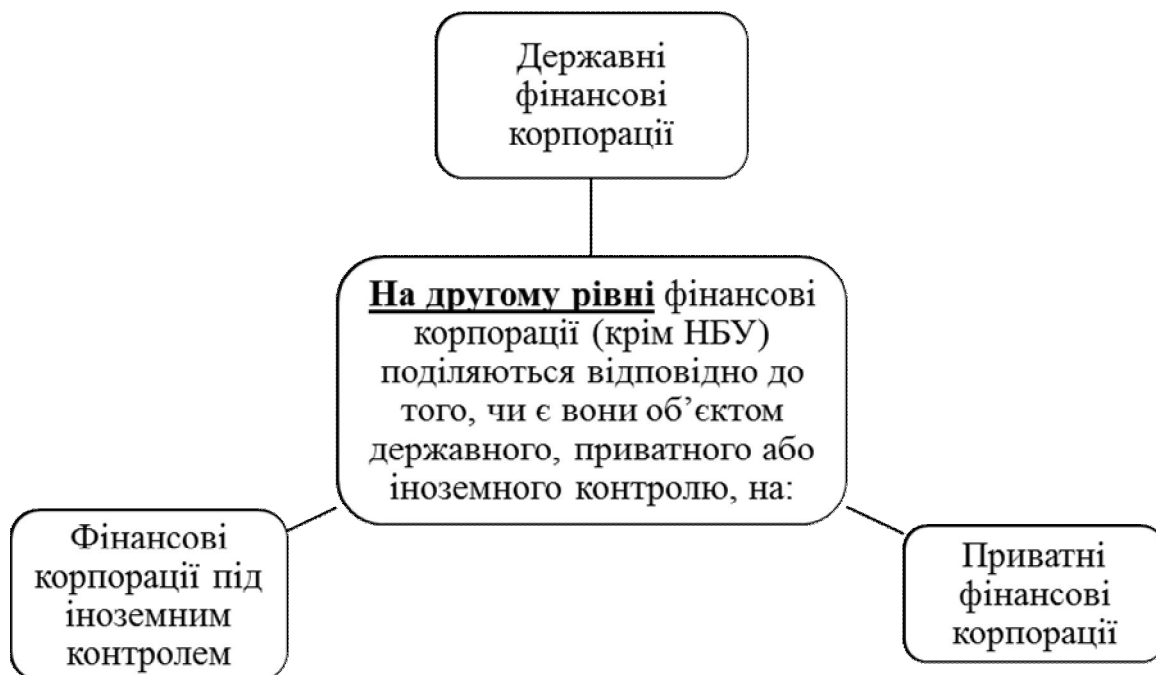 Державні
фінансові
корпорації
На другому рівні фінансові
корпорації (крім НБУ)
поділяються відповідно до
того, чи є вони об’єктом
державного, приватного або
іноземного контролю, на:
Фінансові
корпорації під
іноземним
контролем
Приватні
фінансові
корпорації